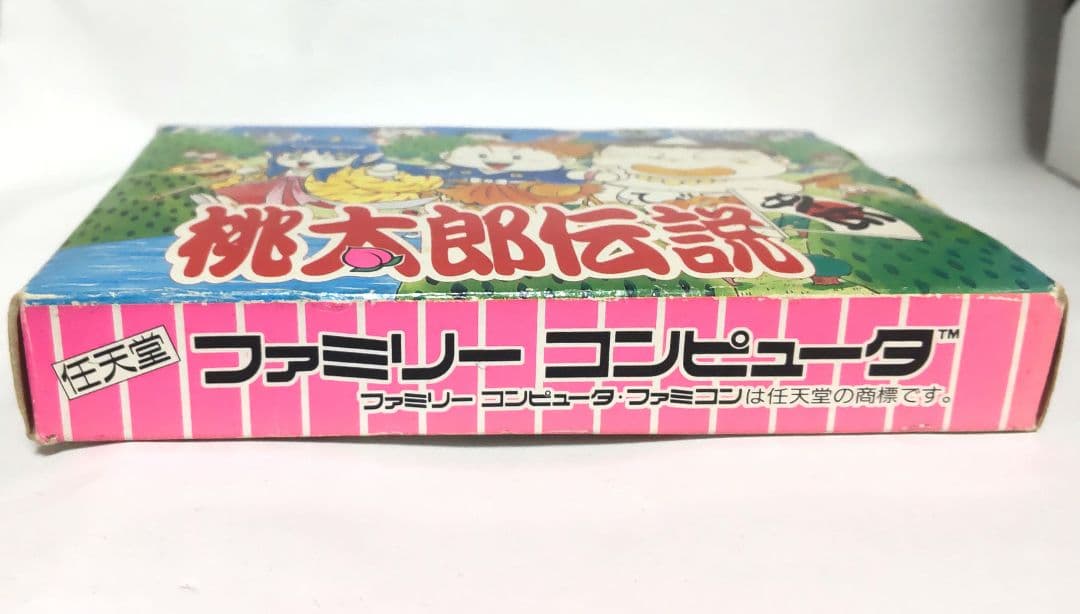 桃太郎伝説
任天堂
ファミリー コンピュータ™
ファミリー コンピュータ・ファミコンは任天堂の商標です。